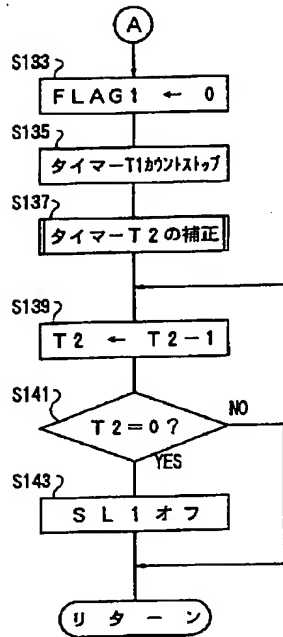 A
S133
FLAG1 ← 0
S135
タイマーT1カウントストップ
S137
タイマーT2の補正
S139
T2 ← T2-1
S141
T2=0?
NO
YES
S143
SL1オフ
リターン